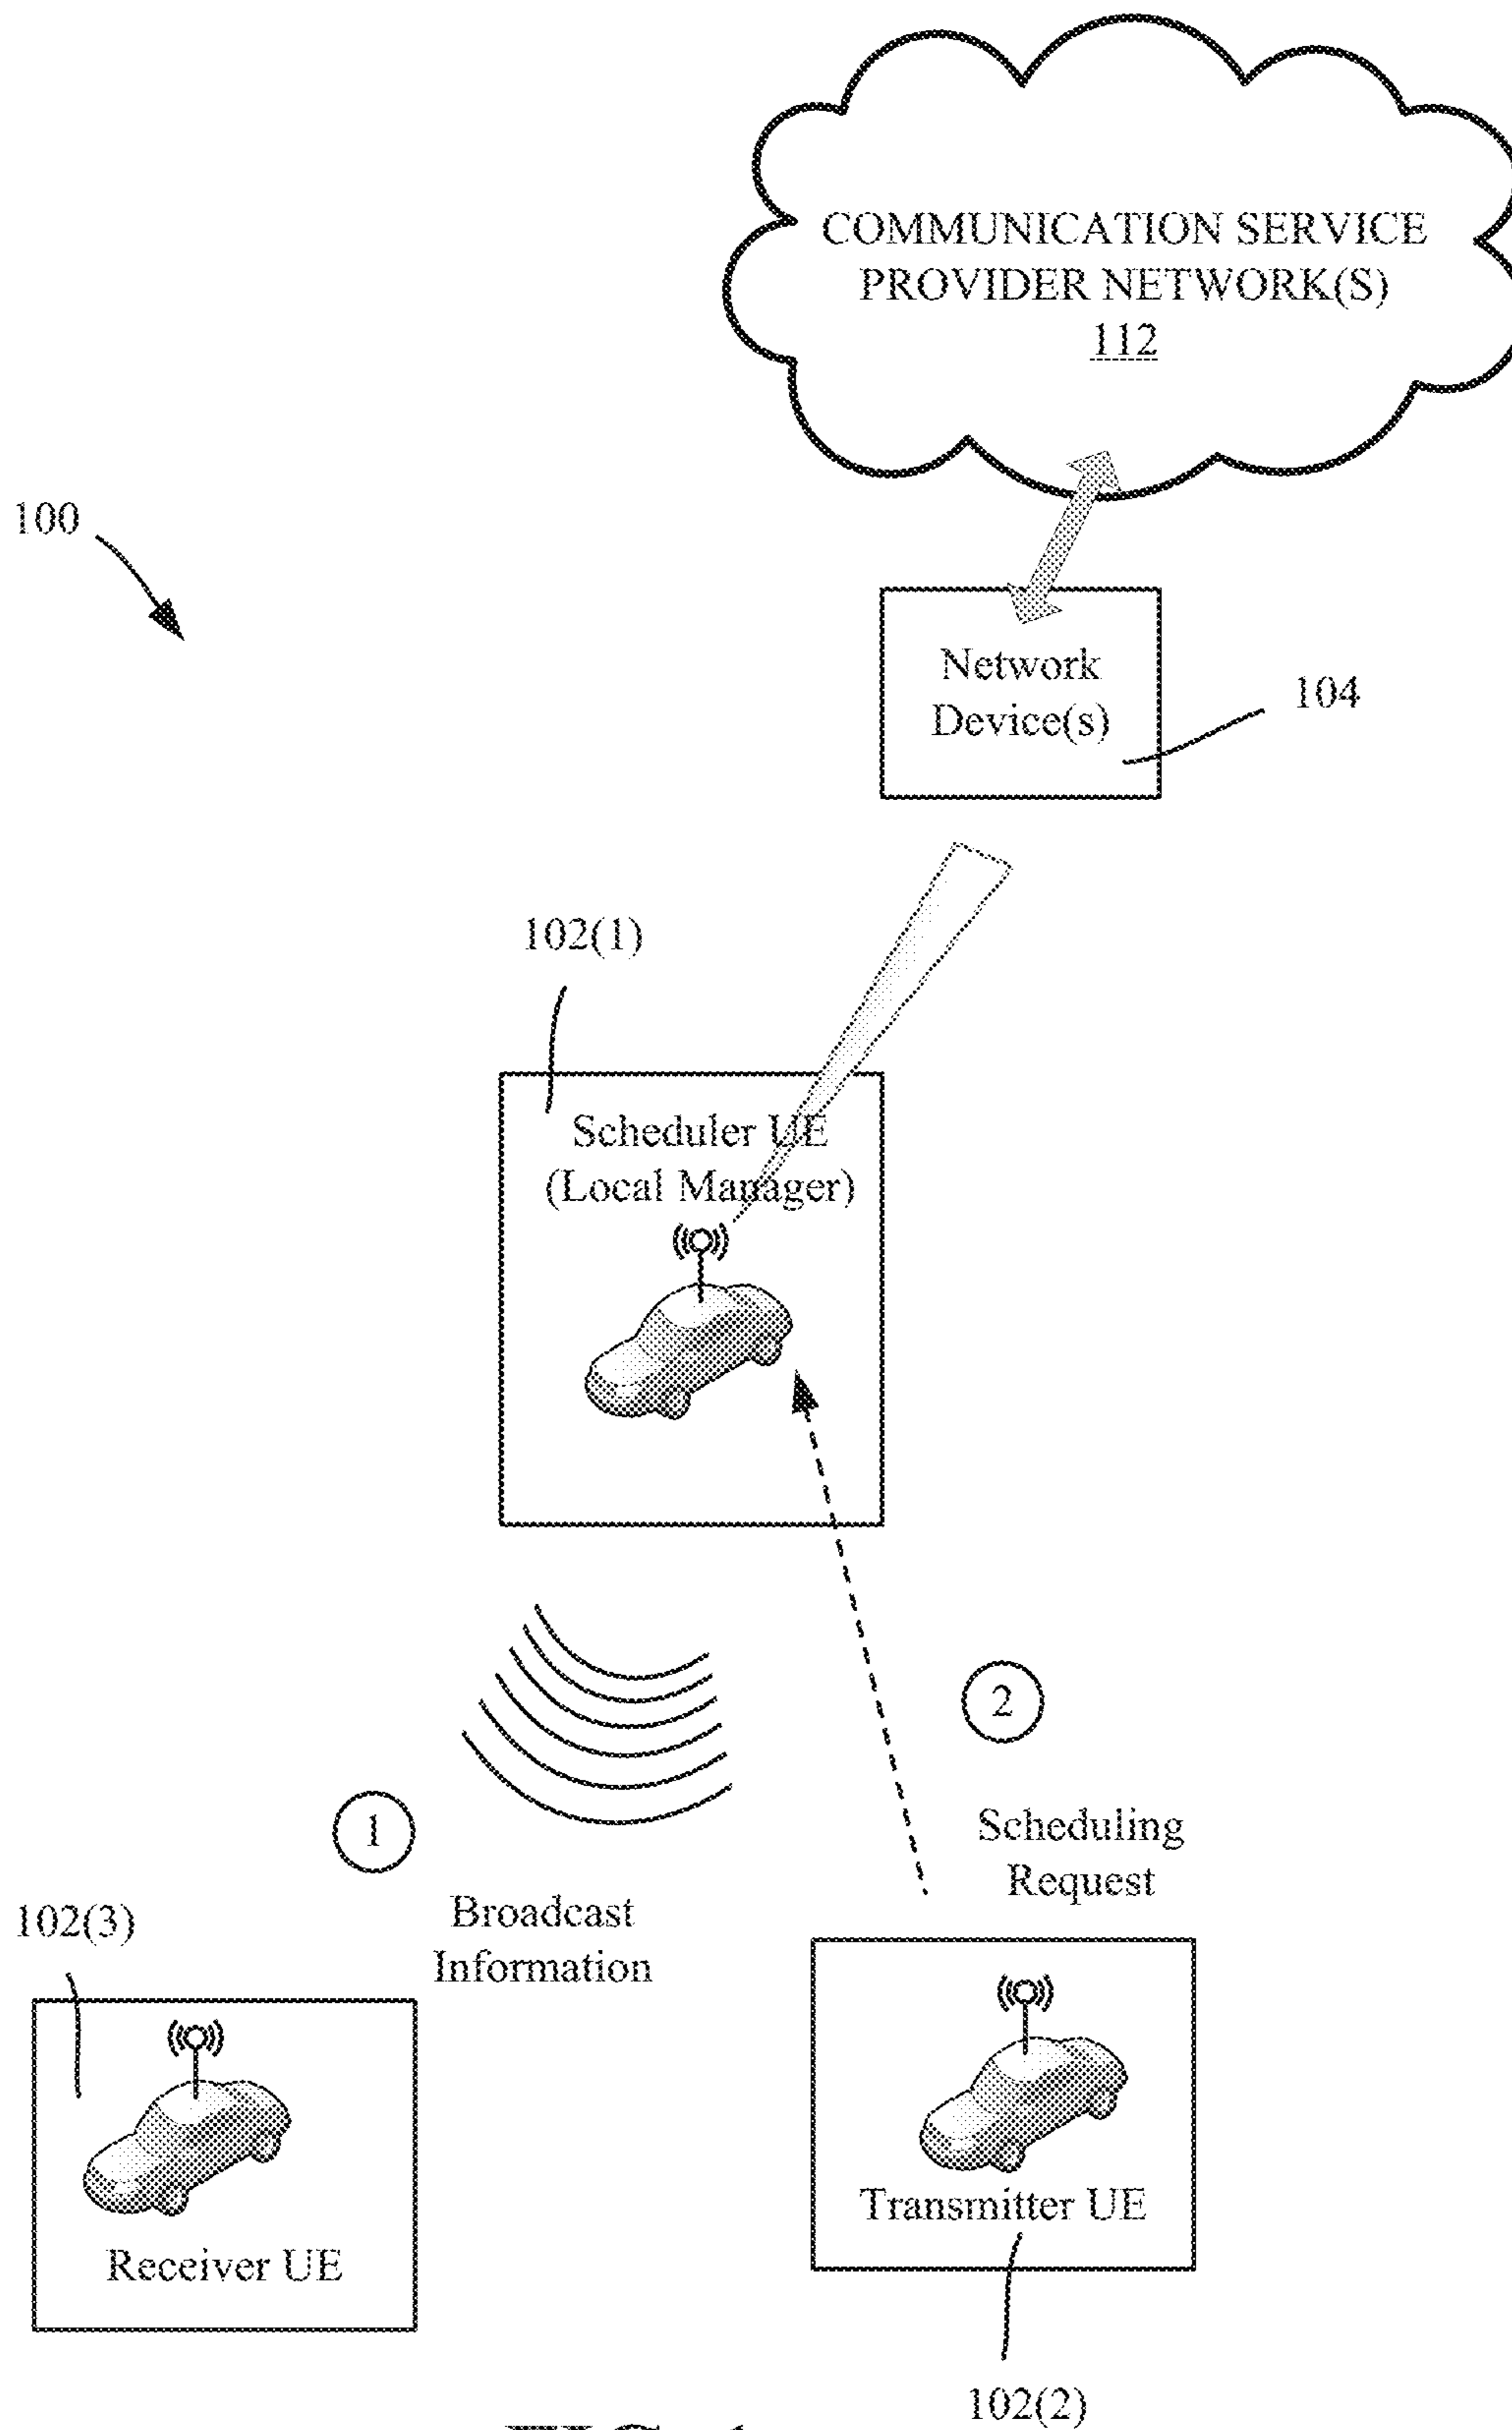 COMMUNICATION SERVICE
PROVIDER NETWORK(S)
112
100
Network
Device(s)
104
102(1)
Scheduler UE
(Local Manager)
2
1
Scheduling
Request
Broadcast
Information
102(3)
Transmitter UE
Receiver UE
102(2)